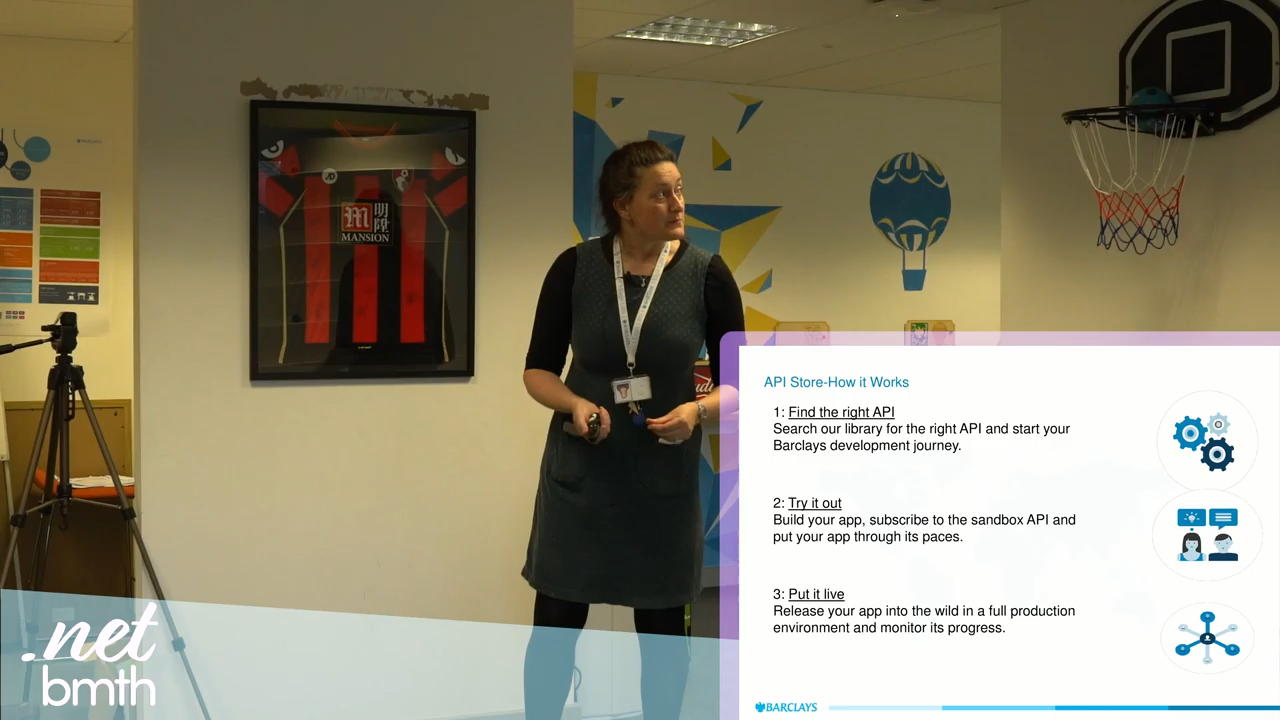 明
陞
M
MANSION
API Store-How it Works
1: Find the right API
Search our library for the right API and start your
Barclays development journey.
2: Try it out
Build your app, subscribe to the sandbox API and
put your app through its paces.
3: Put it live
Release your app into the wild in a full production
environment and monitor its progress.
BARCLAYS
.net
bmth